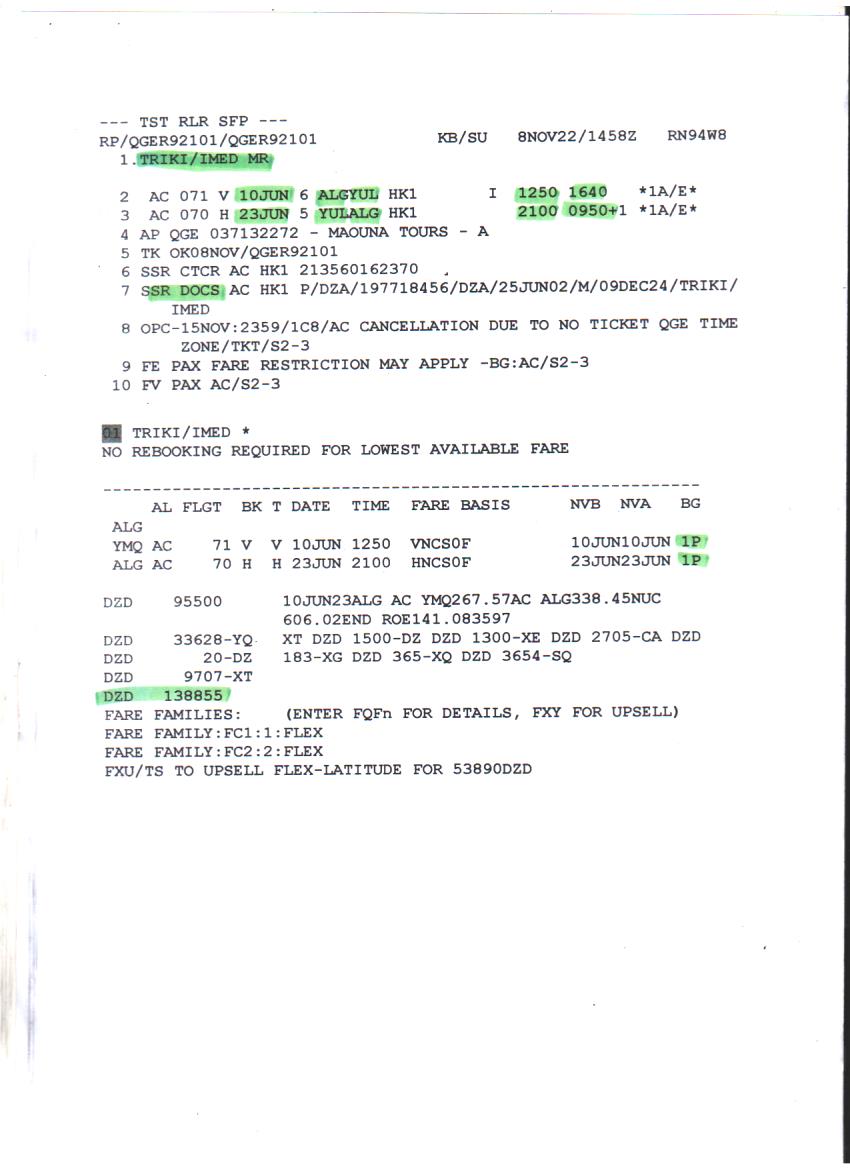 --- TST RLR SFP ---
RP/QGER92101/QGER92101 KB/SU 8NOV22/1458Z RN94W8
1.TRIKI/IMED MR
2 AC 071 V 10JUN 6 ALGYUL HK1 I 1250 1640 *1A/E*
3 AC 070 H 23JUN 5 YULALG HK1 2100 0950+1 *1A/E*
4 AP QGE 037132272 - MAOUNA TOURS - A
5 TK OK08NOV/QGER92101
6 SSR CTCR AC HK1 213560162370
7 SSR DOCS AC HK1 P/DZA/197718456/DZA/25JUN02/M/09DEC24/TRIKI/
IMED
8 OPC-15NOV:2359/1C8/AC CANCELLATION DUE TO NO TICKET QGE TIME
ZONE/TKT/S2-3
9 FE PAX FARE RESTRICTION MAY APPLY -BG:AC/S2-3
10 FV PAX AC/S2-3
01 TRIKI/IMED *
NO REBOOKING REQUIRED FOR LOWEST AVAILABLE FARE
------------------------------------------------------------
AL FLGT BK T DATE TIME FARE BASIS NVB NVA BG
ALG
YMQ AC 71 V V 10JUN 1250 VNCS0F 10JUN10JUN 1P
ALG AC 70 H H 23JUN 2100 HNCS0F 23JUN23JUN 1P
DZD 95500 10JUN23ALG AC YMQ267.57AC ALG338.45NUC
606.02END ROE141.083597
DZD 33628-YQ XT DZD 1500-DZ DZD 1300-XE DZD 2705-CA DZD
DZD 20-DZ 183-XG DZD 365-XQ DZD 3654-SQ
DZD 9707-XT
DZD 138855
FARE FAMILIES: (ENTER FQFn FOR DETAILS, FXY FOR UPSELL)
FARE FAMILY:FC1:1:FLEX
FARE FAMILY:FC2:2:FLEX
FXU/TS TO UPSELL FLEX-LATITUDE FOR 53890DZD